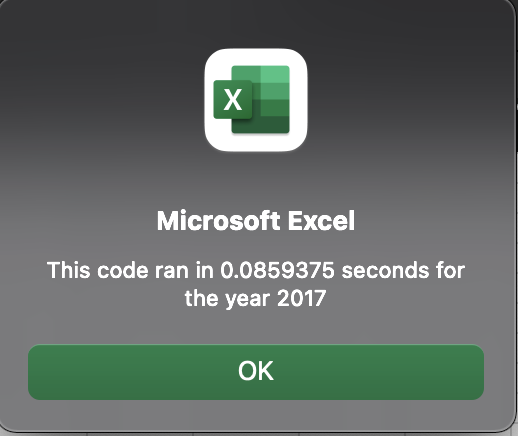 X
Microsoft Excel
This code ran in 0.0859375 seconds for
the year 2017
OK